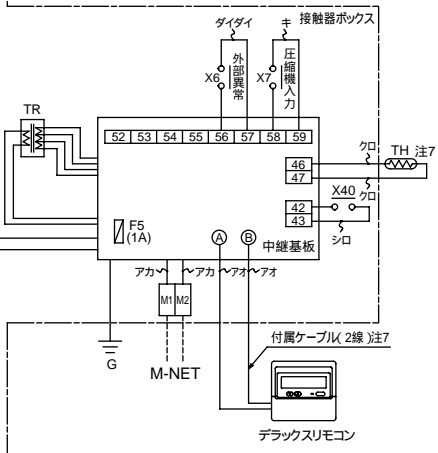 接触器ボックス
ダイダイ
キ
X6
外部異常
X7
圧縮機入力
TR
52 53 54 55 56 57 58 59
46
47
クロ
TH 注7
クロ
X40
42
43
シロ
F5
(1A)
A
B
中継基板
アカ
アカ
アオ
アオ
M1 M2
G
M-NET
付属ケーブル(2線)注7
デラックスリモコン